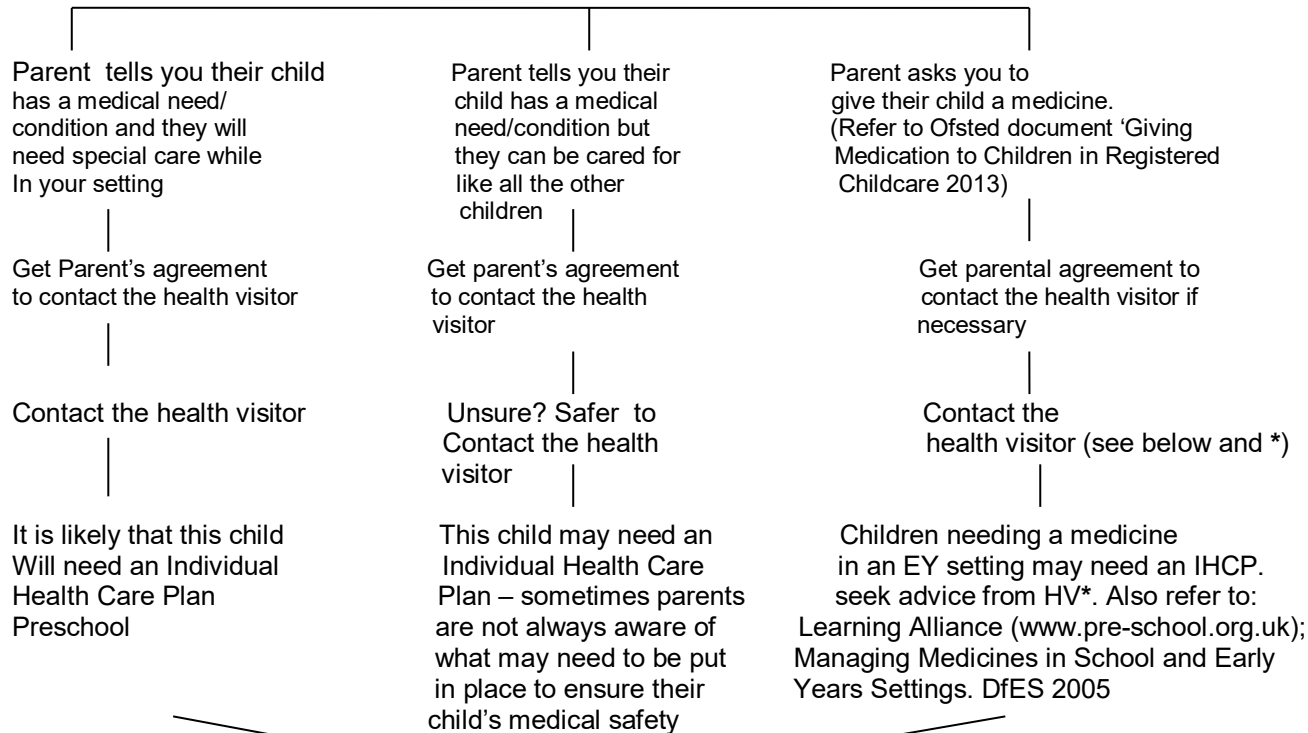 Parent tells you their child
has a medical need/
condition and they will
need special care while
In your setting
Get Parent's agreement
to contact the health visitor
Contact the health visitor
It is likely that this child
Will need an Individual
Health Care Plan
Preschool
Parent tells you their
child has a medical
need/condition but
they can be cared for
like all the other
children
Get parent's agreement
to contact the health
visitor
Unsure? Safer to
Contact the health
visitor
This child may need an
Individual Health Care
Plan – sometimes parents
are not always aware of
what may need to be put
in place to ensure their
child's medical safety
Parent asks you to
give their child a medicine.
(Refer to Ofsted document ‘Giving
Medication to Children in Registered
Childcare 2013)
Get parental agreement to
contact the health visitor if
necessary
Contact the
health visitor (see below and *)
Children needing a medicine
in an EY setting may need an IHCP.
seek advice from HV*. Also refer to:
Learning Alliance (www.pre-school.org.uk);
Managing Medicines in School and Early
Years Settings. DfES 2005